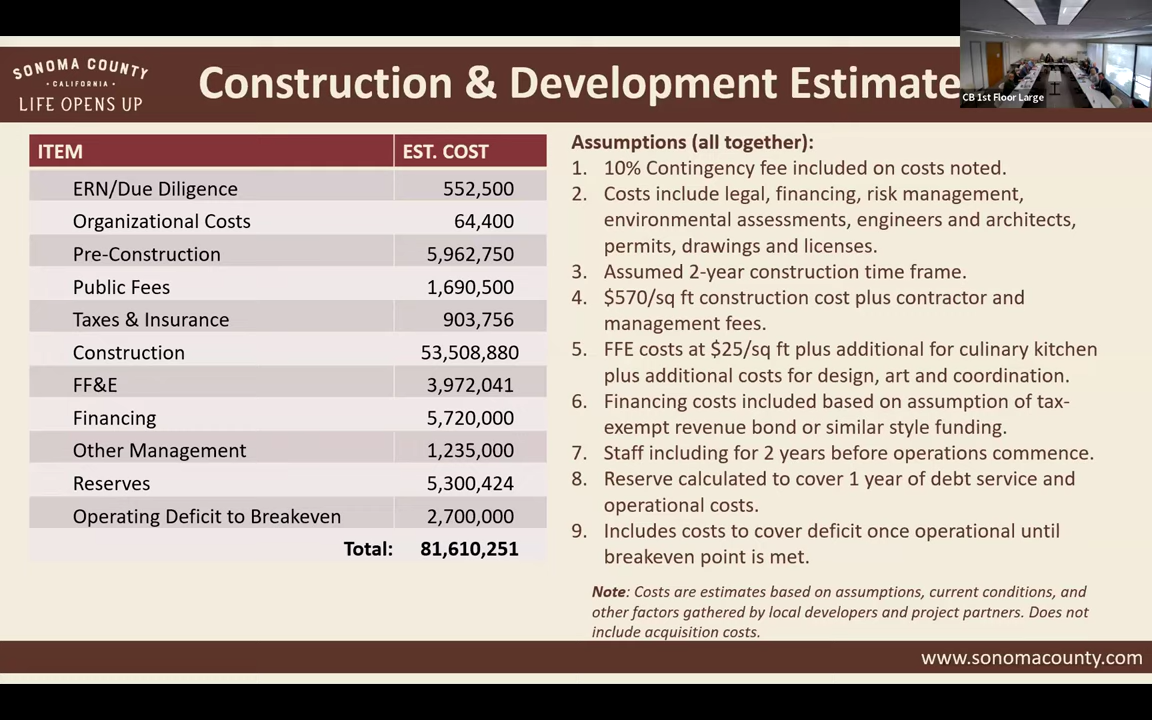 SONOMA COUNTY
• CALIFORNIA •
LIFE OPENS UP
Construction & Development Estimate
CB 1st Floor Large
ITEM EST. COST
ERN/Due Diligence 552,500
Organizational Costs 64,400
Pre-Construction 5,962,750
Public Fees 1,690,500
Taxes & Insurance 903,756
Construction 53,508,880
FF&E 3,972,041
Financing 5,720,000
Other Management 1,235,000
Reserves 5,300,424
Operating Deficit to Breakeven 2,700,000
Total: 81,610,251
Assumptions (all together):
1. 10% Contingency fee included on costs noted.
2. Costs include legal, financing, risk management,
environmental assessments, engineers and architects,
permits, drawings and licenses.
3. Assumed 2-year construction time frame.
4. $570/sq ft construction cost plus contractor and
management fees.
5. FFE costs at $25/sq ft plus additional for culinary kitchen
plus additional costs for design, art and coordination.
6. Financing costs included based on assumption of tax-
exempt revenue bond or similar style funding.
7. Staff including for 2 years before operations commence.
8. Reserve calculated to cover 1 year of debt service and
operational costs.
9. Includes costs to cover deficit once operational until
breakeven point is met.
Note: Costs are estimates based on assumptions, current conditions, and
other factors gathered by local developers and project partners. Does not
include acquisition costs.
www.sonomacounty.com